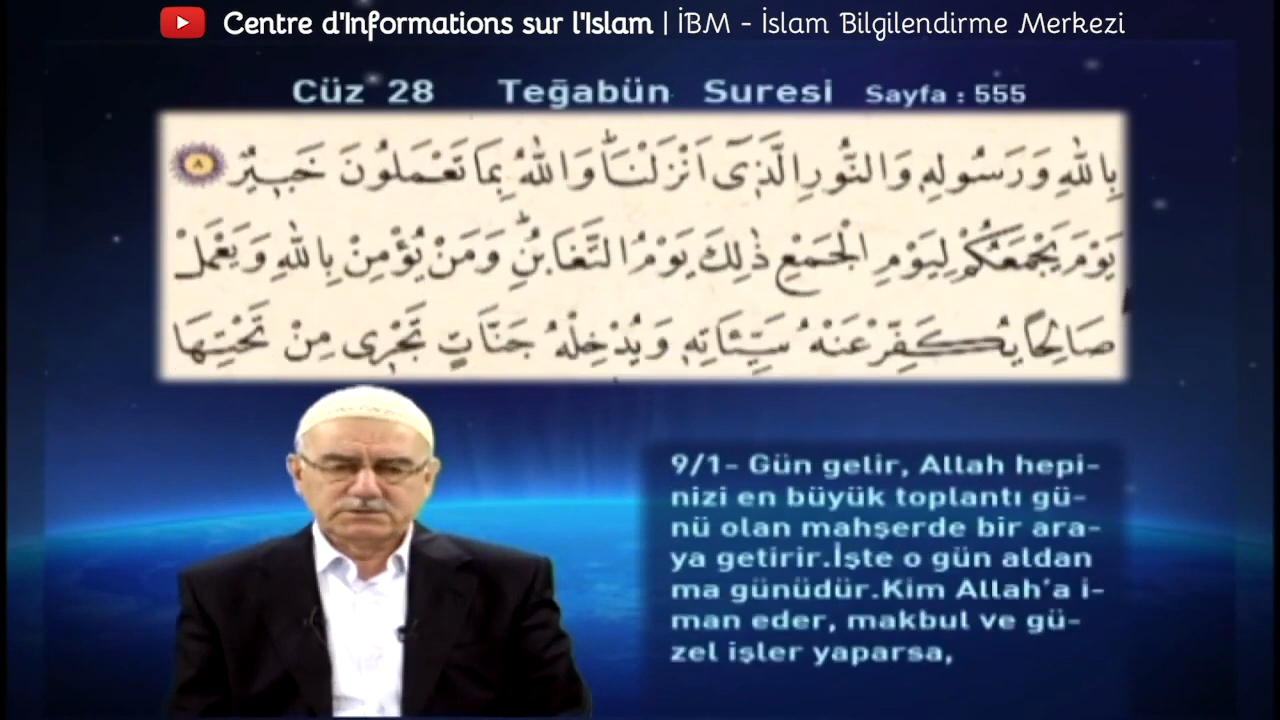 Centre d'Informations sur l'Islam | İBM - İslam Bilgilendirme Merkezi
Cüz 28 Teğabün Suresi Sayfa : 555
بِاللّٰهِ وَرَسُولِه۪ وَالنُّورِ الَّذ۪ٓي اَنْزَلْنَاۜ وَاللّٰهُ بِمَا تَعْمَلُونَ خَب۪يرٌ ٨
يَوْمَ يَجْمَعُكُمْ لِيَوْمِ الْجَمْعِ ذٰلِكَ يَوْمُ التَّغَابُنِۜ وَمَنْ يُؤْمِنْ بِاللّٰهِ وَيَعْمَلْ
صَالِحًا يُكَفِّرْ عَنْهُ سَيِّـَٔاتِه۪ وَيُدْخِلْهُ جَنَّاتٍ تَجْر۪ي مِنْ تَحْتِهَا
9/1- Gün gelir, Allah hepi-
nizi en büyük toplantı gü-
nü olan mahşerde bir ara-
ya getirir.İşte o gün aldan
ma günüdür.Kim Allah'a i-
man eder, makbul ve gü-
zel işler yaparsa,